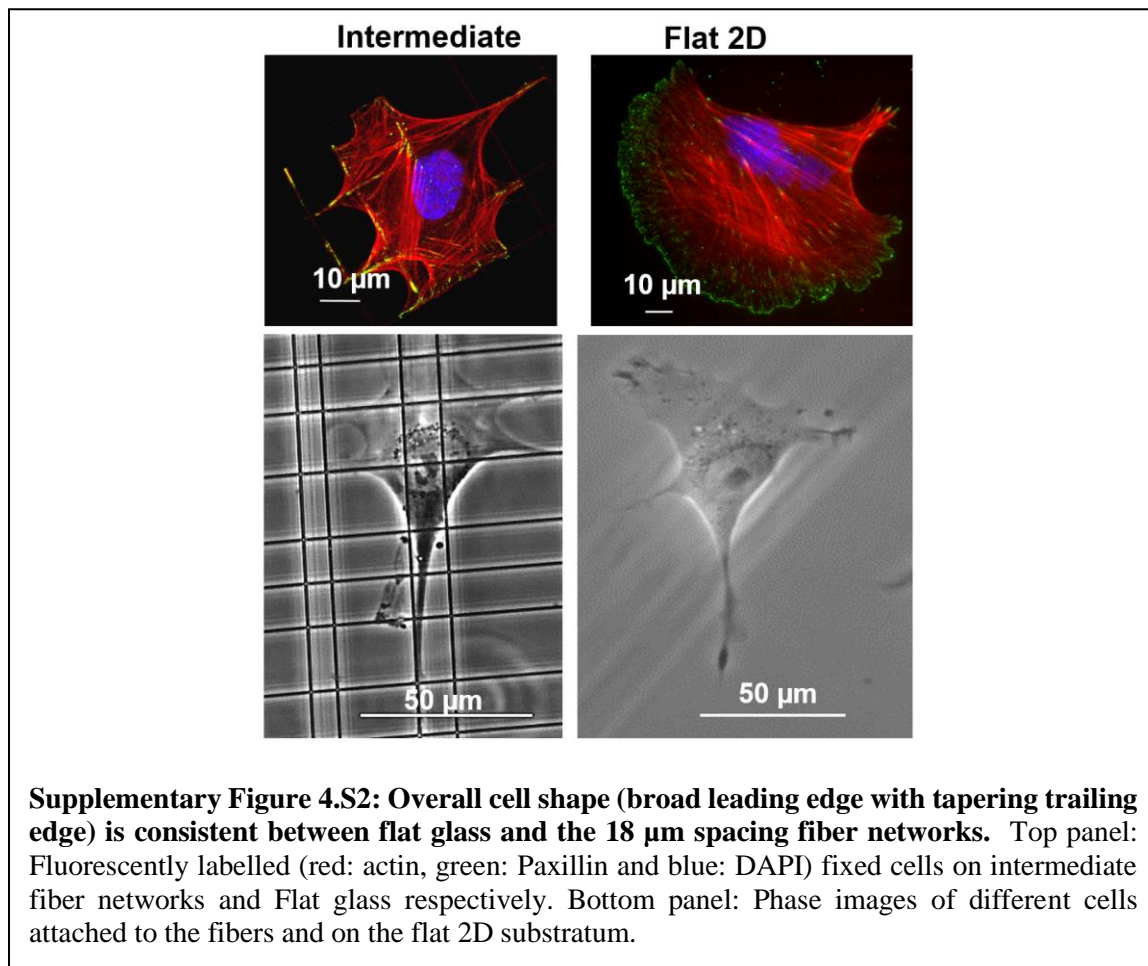 Intermediate Flat 2D
10 µm 10 µm
50 µm 50 µm
Supplementary Figure 4.S2: Overall cell shape (broad leading edge with tapering trailing
edge) is consistent between flat glass and the 18 µm spacing fiber networks. Top panel:
Fluorescently labelled (red: actin, green: Paxillin and blue: DAPI) fixed cells on intermediate
fiber networks and Flat glass respectively. Bottom panel: Phase images of different cells
attached to the fibers and on the flat 2D substratum.